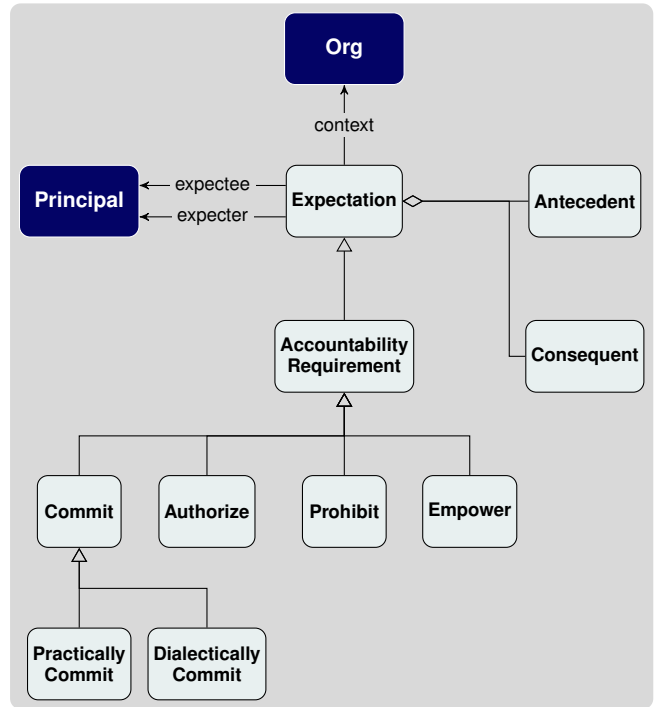 Org
context
Principal
expectee
expecter
Expectation
Antecedent
Accountability
Requirement
Consequent
Commit
Authorize
Prohibit
Empower
Practically
Commit
Dialectically
Commit